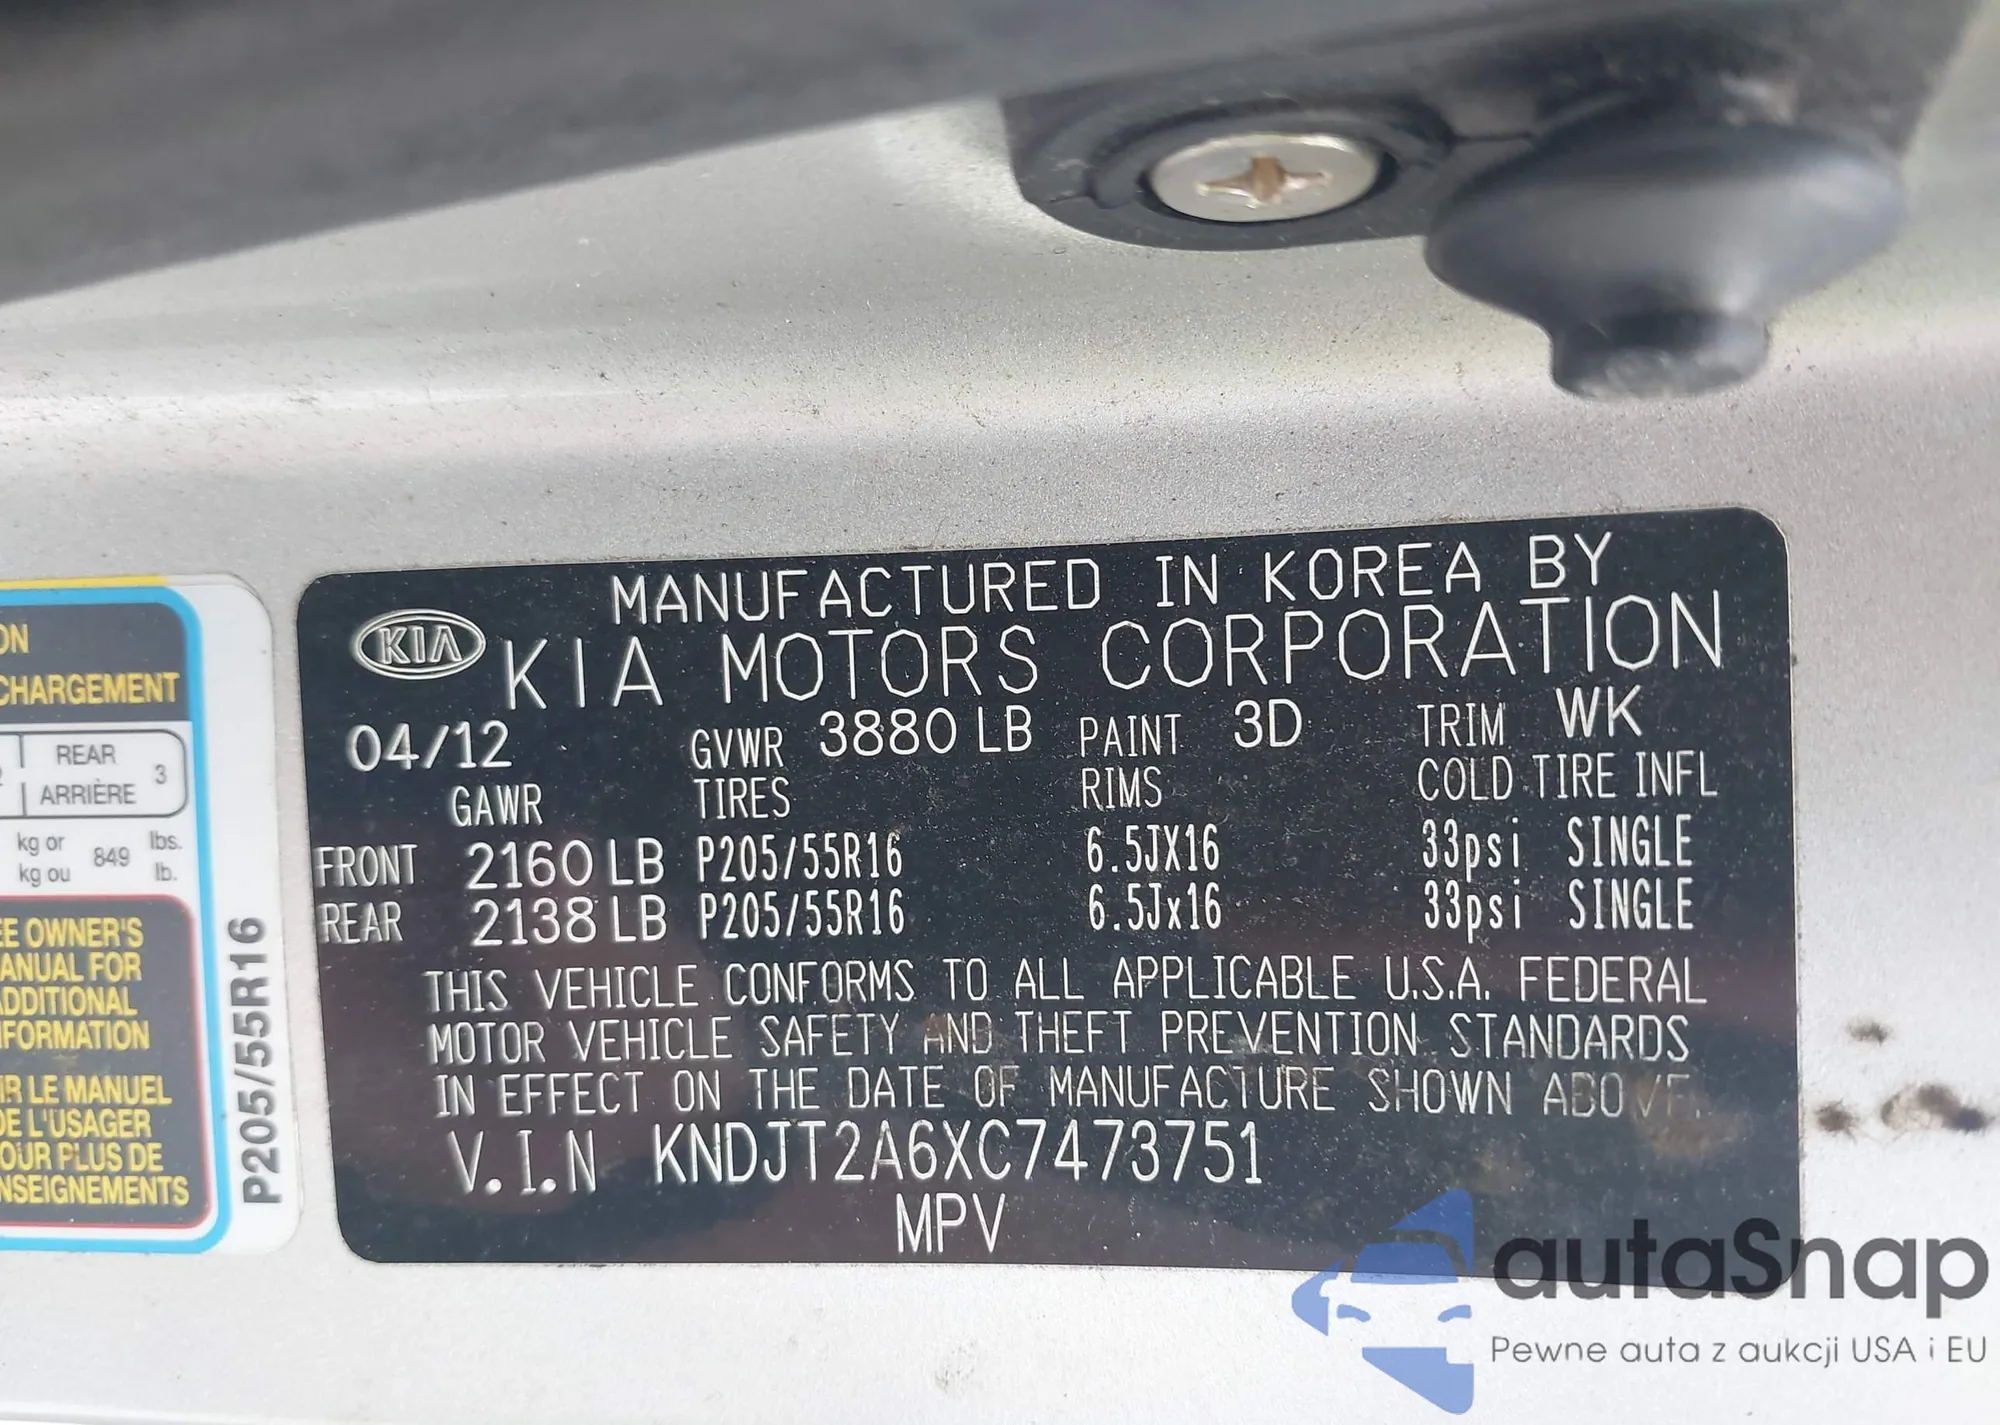 MANUFACTURED IN KOREA BY
KIA KIA MOTORS CORPORATION
04/12 GVWR 3880 LB PAINT 3D TRIM WK
GAWR TIRES RIMS COLD TIRE INFL
FRONT 2160 LB P205/55R16 6.5JX16 33psi SINGLE
REAR 2138 LB P205/55R16 6.5Jx16 33psi SINGLE
THIS VEHICLE CONFORMS TO ALL APPLICABLE U.S.A. FEDERAL
MOTOR VEHICLE SAFETY AND THEFT PREVENTION STANDARDS
IN EFFECT ON THE DATE OF MANUFACTURE SHOWN ABOVE.
V.I.N KNDJT2A6XC7473751
MPV
ON
CHARGEMENT
REAR
ARRIÈRE 3
kg or 849 lbs.
kg ou lb.
EE OWNER'S
ANUAL FOR
ADDITIONAL
NFORMATION
IR LE MANUEL
DE L'USAGER
OUR PLUS DE
NSEIGNEMENTS
P205/55R16
autaSnap
Pewne auta z aukcji USA i EU